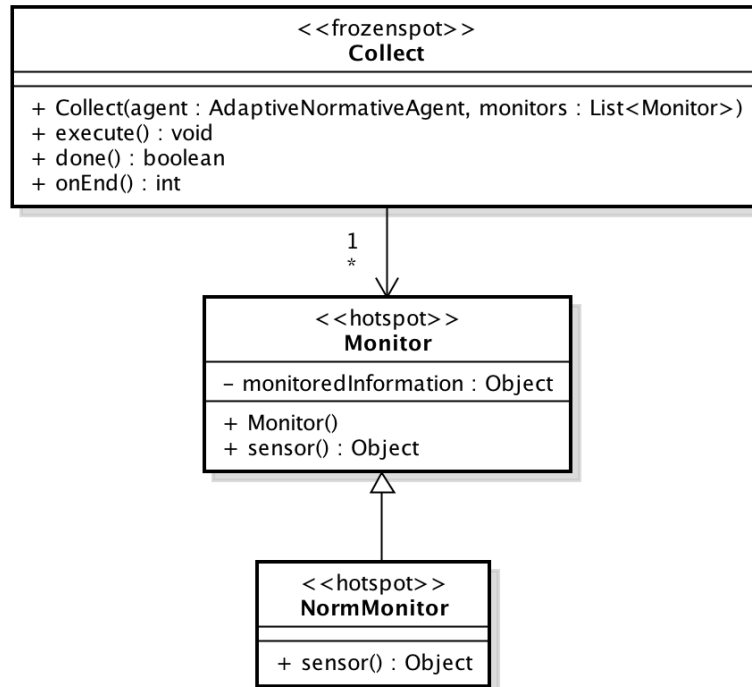 <<frozenspot>>
Collect
+ Collect(agent : AdaptiveNormativeAgent, monitors : List<Monitor>)
+ execute() : void
+ done() : boolean
+ onEnd() : int
1
*
<<hotspot>>
Monitor
– monitoredInformation : Object
+ Monitor()
+ sensor() : Object
<<hotspot>>
NormMonitor
+ sensor() : Object